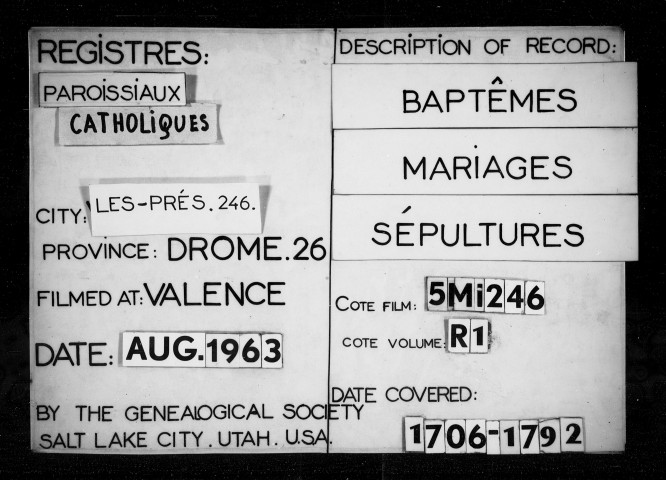 REGISTRES:
PAROISSIAUX
CATHOLIQUES
CITY: LES-PRÉS.246.
PROVINCE: DROME.26
FILMED AT: VALENCE
DATE: AUG.1963
BY THE GENEALOGICAL SOCIETY
SALT LAKE CITY. UTAH. U.S.A.
DESCRIPTION OF RECORD:
BAPTÊMES
MARIAGES
SÉPULTURES
COTE FILM: 5Mi246
COTE VOLUME: R1
DATE COVERED:
1706-1792